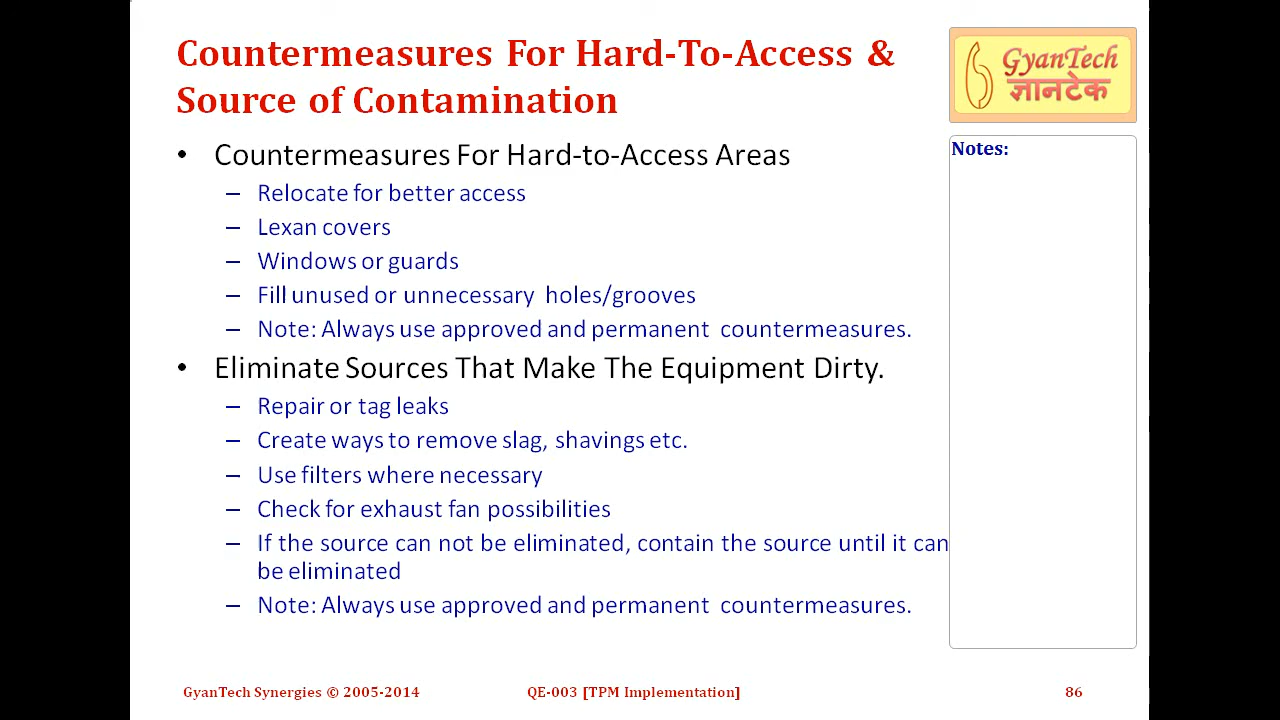 Countermeasures For Hard-To-Access &
Source of Contamination
GyanTech
ज्ञानटेक
• Countermeasures For Hard-to-Access Areas
– Relocate for better access
– Lexan covers
– Windows or guards
– Fill unused or unnecessary holes/grooves
– Note: Always use approved and permanent countermeasures.
• Eliminate Sources That Make The Equipment Dirty.
– Repair or tag leaks
– Create ways to remove slag, shavings etc.
– Use filters where necessary
– Check for exhaust fan possibilities
– If the source can not be eliminated, contain the source until it can
be eliminated
– Note: Always use approved and permanent countermeasures.
Notes:
GyanTech Synergies © 2005-2014
QE-003 [TPM Implementation]
86